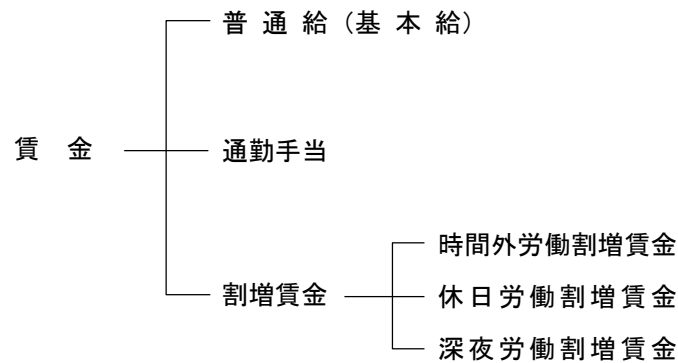 普通給（基本給）
賃金
通勤手当
時間外労働割増賃金
割増賃金
休日労働割増賃金
深夜労働割増賃金